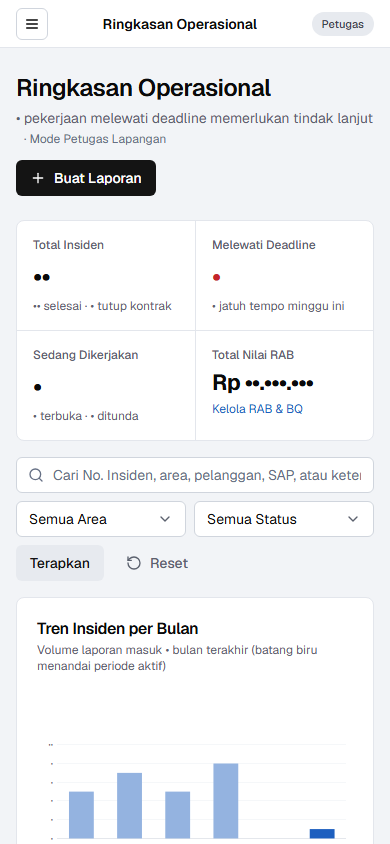 Ringkasan Operasional
Petugas
Ringkasan Operasional
• pekerjaan melewati deadline memerlukan tindak lanjut
· Mode Petugas Lapangan
Buat Laporan
Total Insiden
••
•• selesai · • tutup kontrak
Melewati Deadline
•
• jatuh tempo minggu ini
Sedang Dikerjakan
•
• terbuka · • ditunda
Total Nilai RAB
Rp ••.•••.•••
Kelola RAB & BQ
Cari No. Insiden, area, pelanggan, SAP, atau keter
Semua Area
Semua Status
Terapkan
Reset
Tren Insiden per Bulan
Volume laporan masuk • bulan terakhir (batang biru
menandai periode aktif)
••
•
•
•
•